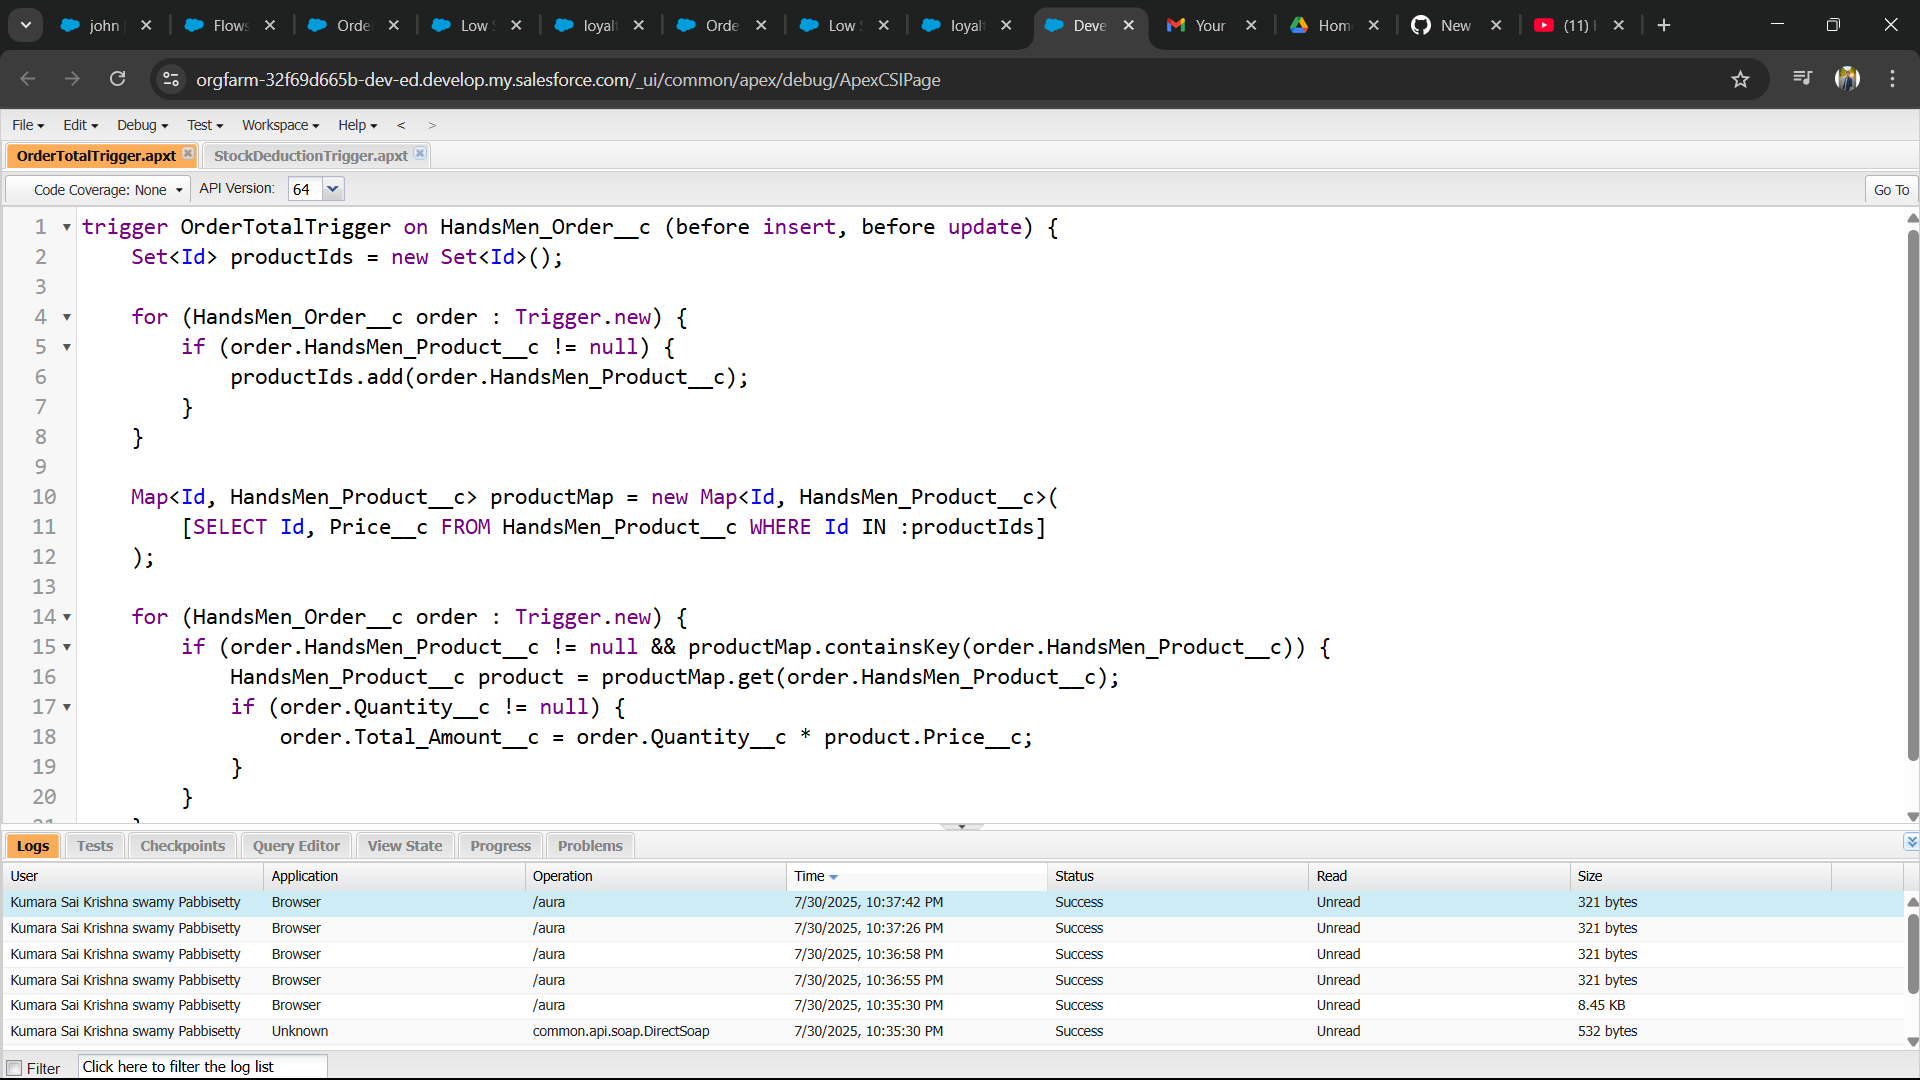 john
Flows
Orde
Low
loyalt
Orde
Low
loyalt
Deve
Your
Hom
New
(11)
orgfarm-32f69d665b-dev-ed.develop.my.salesforce.com/_ui/common/apex/debug/ApexCSIPage
File Edit Debug Test Workspace Help < >
OrderTotalTrigger.apxt StockDeductionTrigger.apxt
Code Coverage: None API Version: 64 Go To
1 trigger OrderTotalTrigger on HandsMen_Order__c (before insert, before update) {
2 Set<Id> productIds = new Set<Id>();
3
4 for (HandsMen_Order__c order : Trigger.new) {
5 if (order.HandsMen_Product__c != null) {
6 productIds.add(order.HandsMen_Product__c);
7 }
8 }
9
10 Map<Id, HandsMen_Product__c> productMap = new Map<Id, HandsMen_Product__c>(
11 [SELECT Id, Price__c FROM HandsMen_Product__c WHERE Id IN :productIds]
12 );
13
14 for (HandsMen_Order__c order : Trigger.new) {
15 if (order.HandsMen_Product__c != null && productMap.containsKey(order.HandsMen_Product__c)) {
16 HandsMen_Product__c product = productMap.get(order.HandsMen_Product__c);
17 if (order.Quantity__c != null) {
18 order.Total_Amount__c = order.Quantity__c * product.Price__c;
19 }
20 }
Logs Tests Checkpoints Query Editor View State Progress Problems
User Application Operation Time Status Read Size
Kumara Sai Krishna swamy Pabbisetty Browser /aura 7/30/2025, 10:37:42 PM Success Unread 321 bytes
Kumara Sai Krishna swamy Pabbisetty Browser /aura 7/30/2025, 10:37:26 PM Success Unread 321 bytes
Kumara Sai Krishna swamy Pabbisetty Browser /aura 7/30/2025, 10:36:58 PM Success Unread 321 bytes
Kumara Sai Krishna swamy Pabbisetty Browser /aura 7/30/2025, 10:36:55 PM Success Unread 321 bytes
Kumara Sai Krishna swamy Pabbisetty Browser /aura 7/30/2025, 10:35:30 PM Success Unread 8.45 KB
Kumara Sai Krishna swamy Pabbisetty Unknown common.api.soap.DirectSoap 7/30/2025, 10:35:30 PM Success Unread 532 bytes
Filter Click here to filter the log list